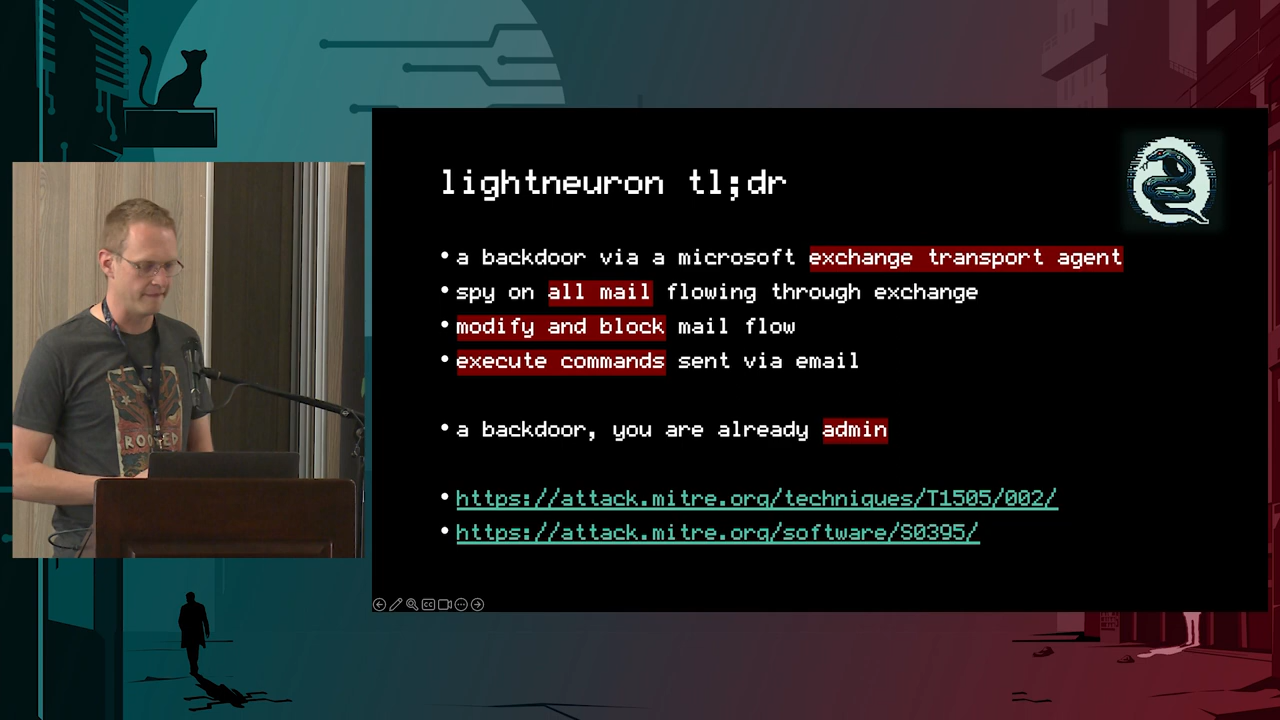 lightneuron tl;dr
• a backdoor via a microsoft exchange transport agent
• spy on all mail flowing through exchange
• modify and block mail flow
• execute commands sent via email
• a backdoor, you are already admin
• https://attack.mitre.org/techniques/T1505/002/
• https://attack.mitre.org/software/S0395/
CC